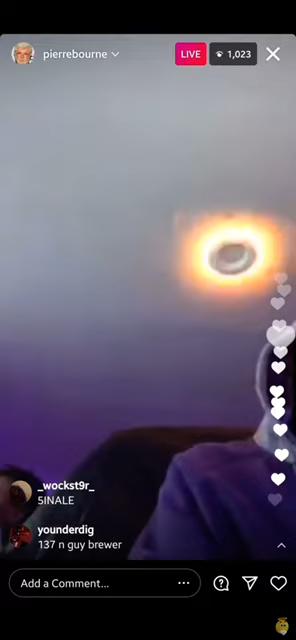 pierrebourne
LIVE
1,023
_wockst9r_
5INALE
younderdig
137 n guy brewer
Add a Comment...